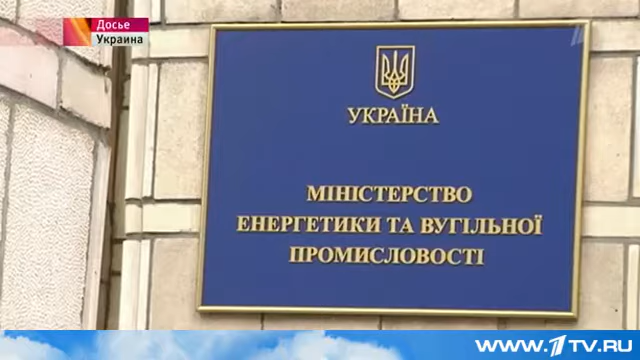 Досье
Украина
УКРАЇНА
МІНІСТЕРСТВО
ЕНЕРГЕТИКИ ТА ВУГІЛЬНОЇ
ПРОМИСЛОВОСТІ
WWW.1TV.RU